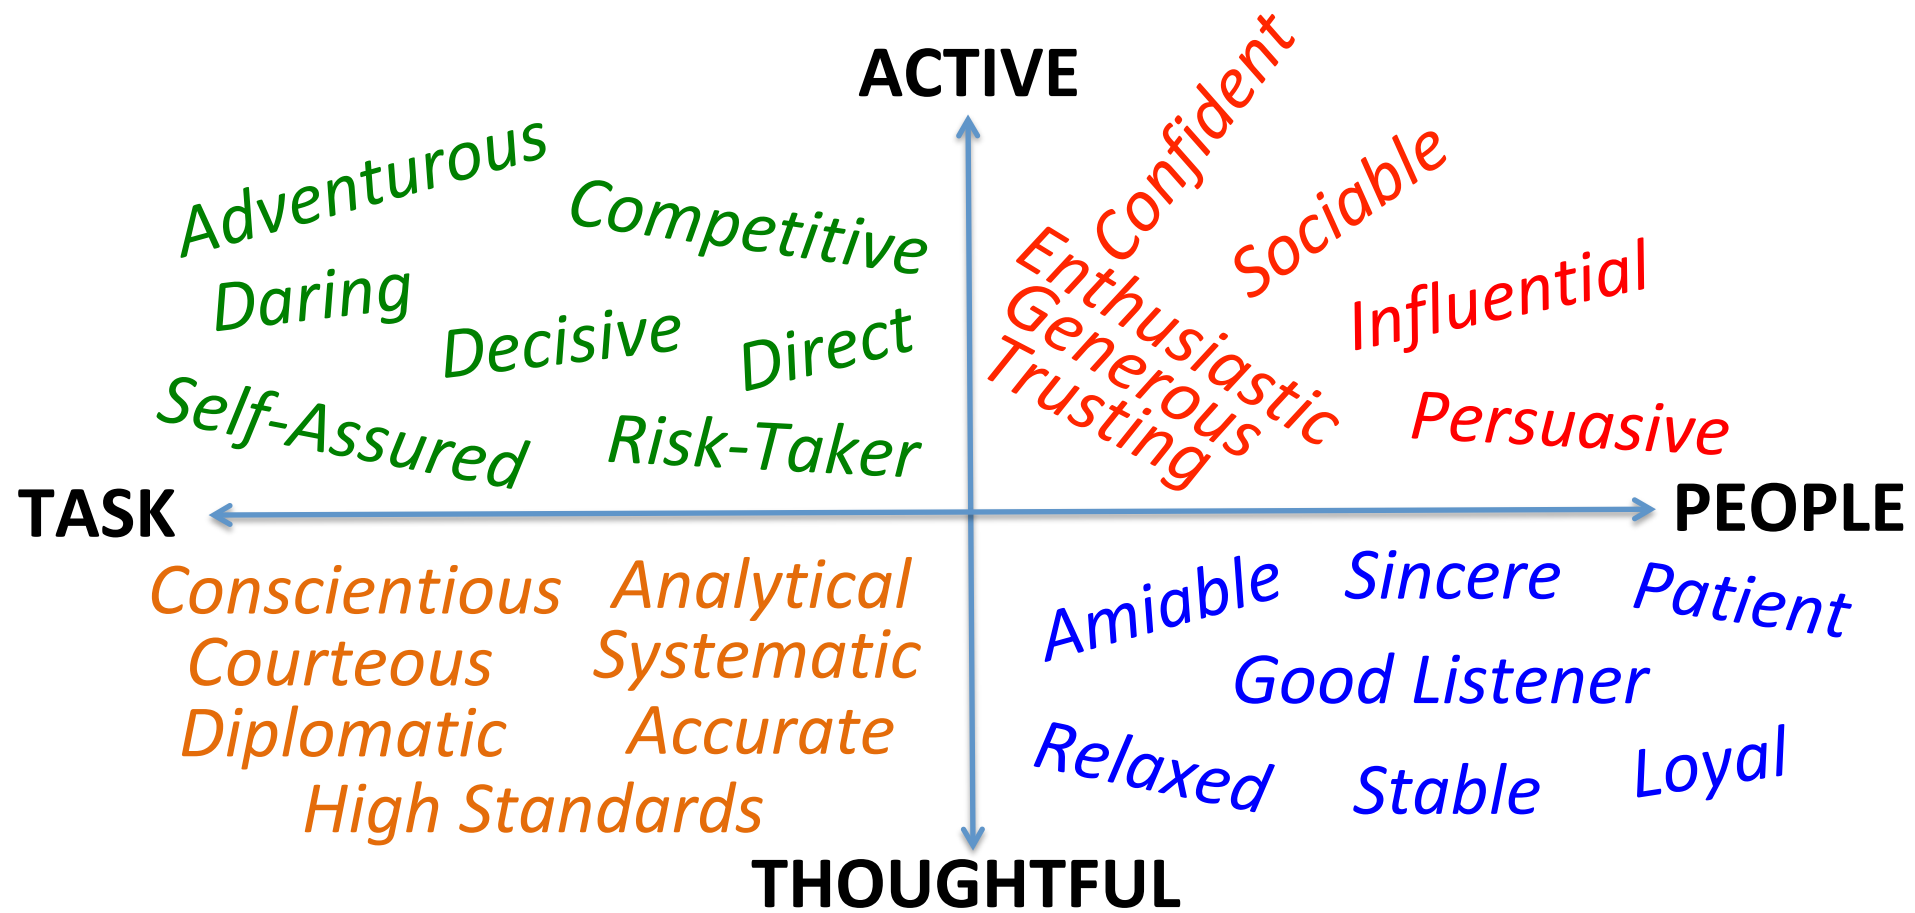 ACTIVE
Adventurous
Competitive
Daring
Decisive
Direct
Self-Assured
Risk-Taker
Confident
Sociable
Enthusiastic
Generous
Trusting
Influential
Persuasive
TASK
PEOPLE
Conscientious
Analytical
Courteous
Systematic
Diplomatic
Accurate
High Standards
Amiable
Sincere
Patient
Good Listener
Relaxed
Stable
Loyal
THOUGHTFUL